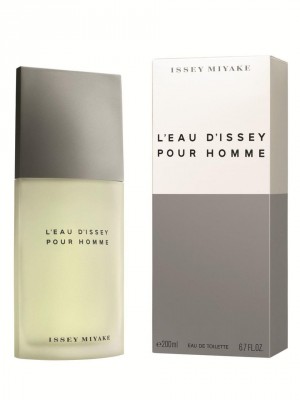 L'EAU D'ISSEY
POUR HOMME
ISSEY MIYAKE
ISSEY MIYAKE
L'EAU D'ISSEY
POUR HOMME
℮200ml EAU DE TOILETTE 6.7 FL.OZ.